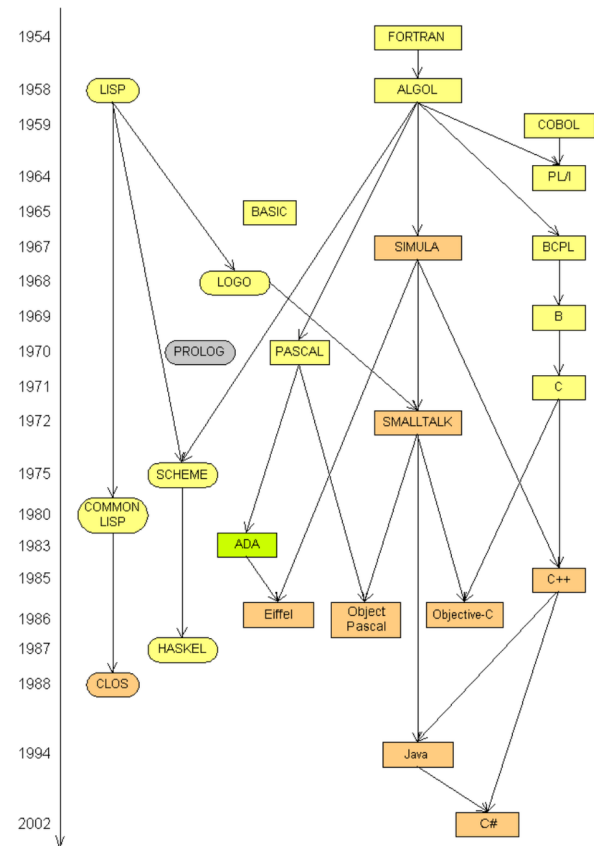 1954
FORTRAN
1958
LISP
ALGOL
1959
COBOL
1964
PL/I
1965
BASIC
1967
SIMULA
BCPL
1968
LOGO
1969
B
1970
PROLOG
PASCAL
1971
C
1972
SMALLTALK
1975
SCHEME
1980
COMMON
LISP
1983
ADA
1985
C++
1986
Eiffel
Object
Pascal
Objective-C
1987
HASKEL
1988
CLOS
1994
Java
2002
C#